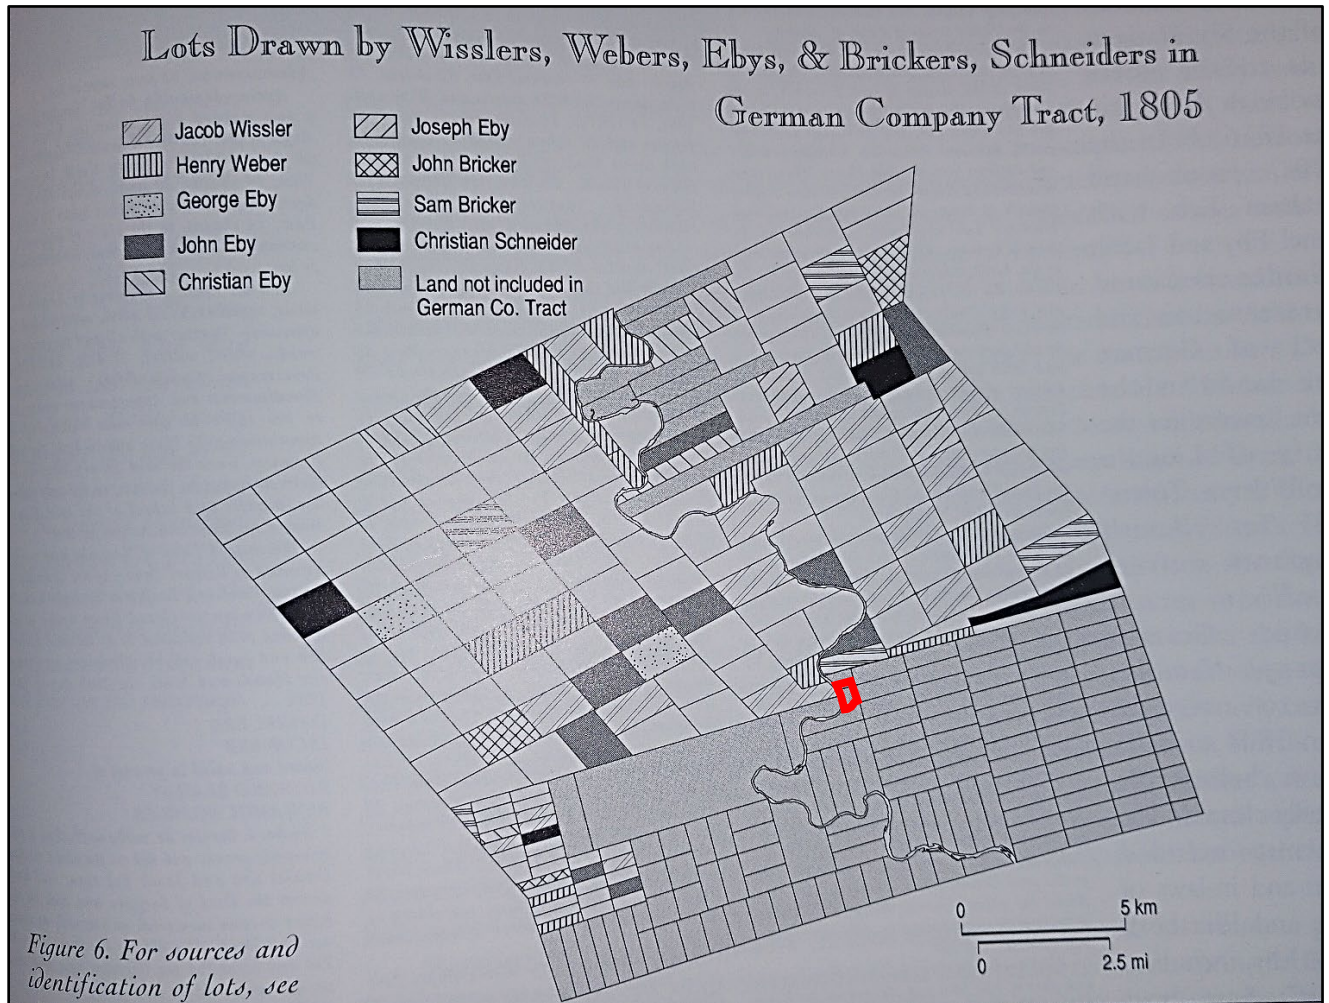 Lots Drawn by Wisslers, Webers, Ebys, & Brickers, Schneiders in
German Company Tract, 1805
Jacob Wissler
Henry Weber
George Eby
John Eby
Christian Eby
Joseph Eby
John Bricker
Sam Bricker
Christian Schneider
Land not included in
German Co. Tract
0
5 km
0
2.5 mi
Figure 6. For sources and
identification of lots, see